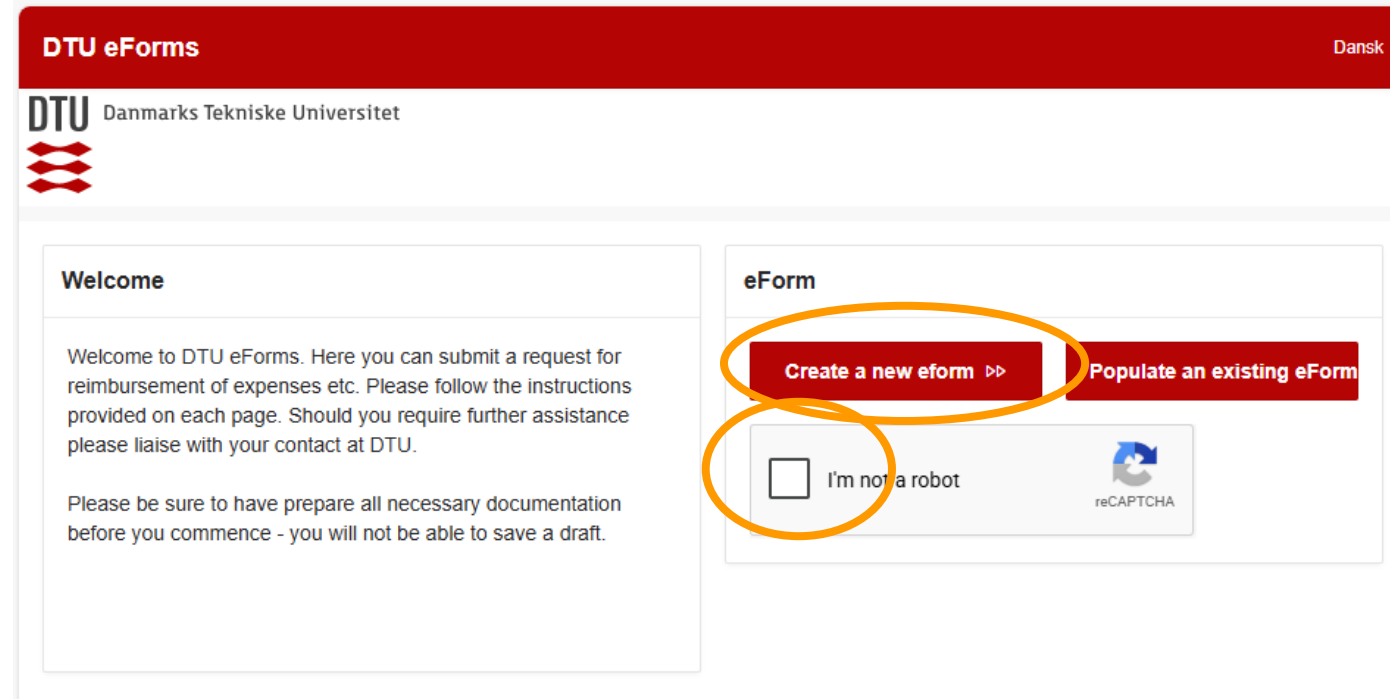 DTU eForms
Dansk
DTU Danmarks Tekniske Universitet
Welcome
Welcome to DTU eForms. Here you can submit a request for
reimbursement of expenses etc. Please follow the instructions
provided on each page. Should you require further assistance
please liaise with your contact at DTU.
Please be sure to have prepare all necessary documentation
before you commence - you will not be able to save a draft.
eForm
Create a new eform
Populate an existing eForm
I'm not a robot
reCAPTCHA